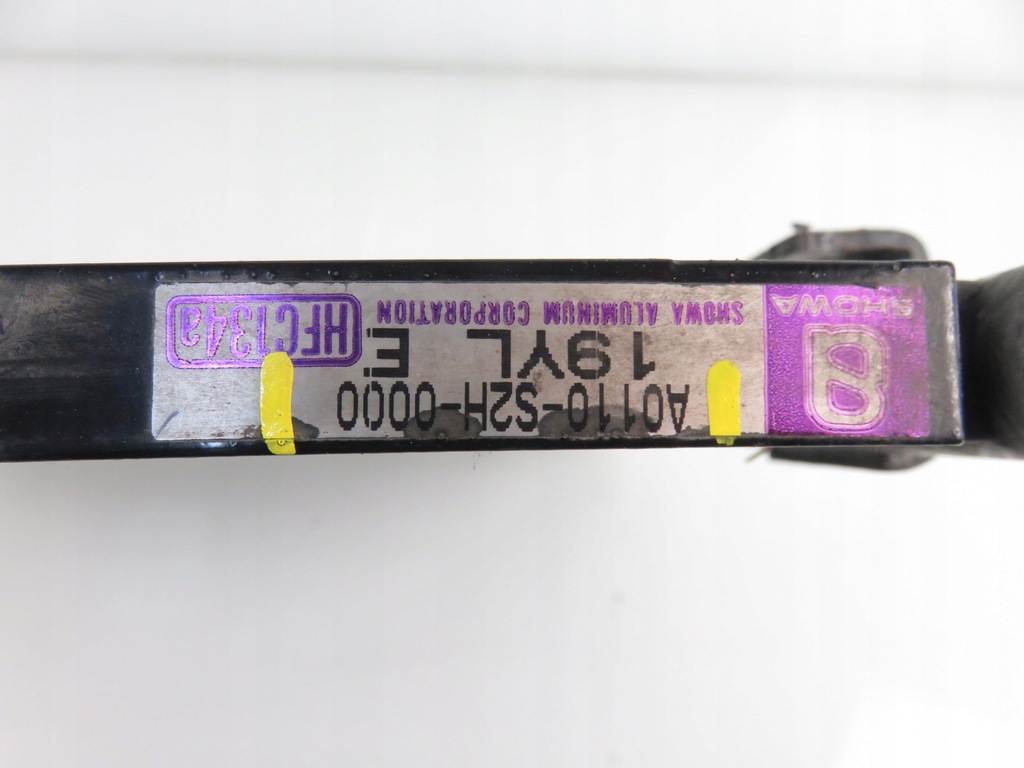 A0110-S2H-0000
19YL E
SHOWA
SHOWA ALUMINUM CORPORATION
HFC134a